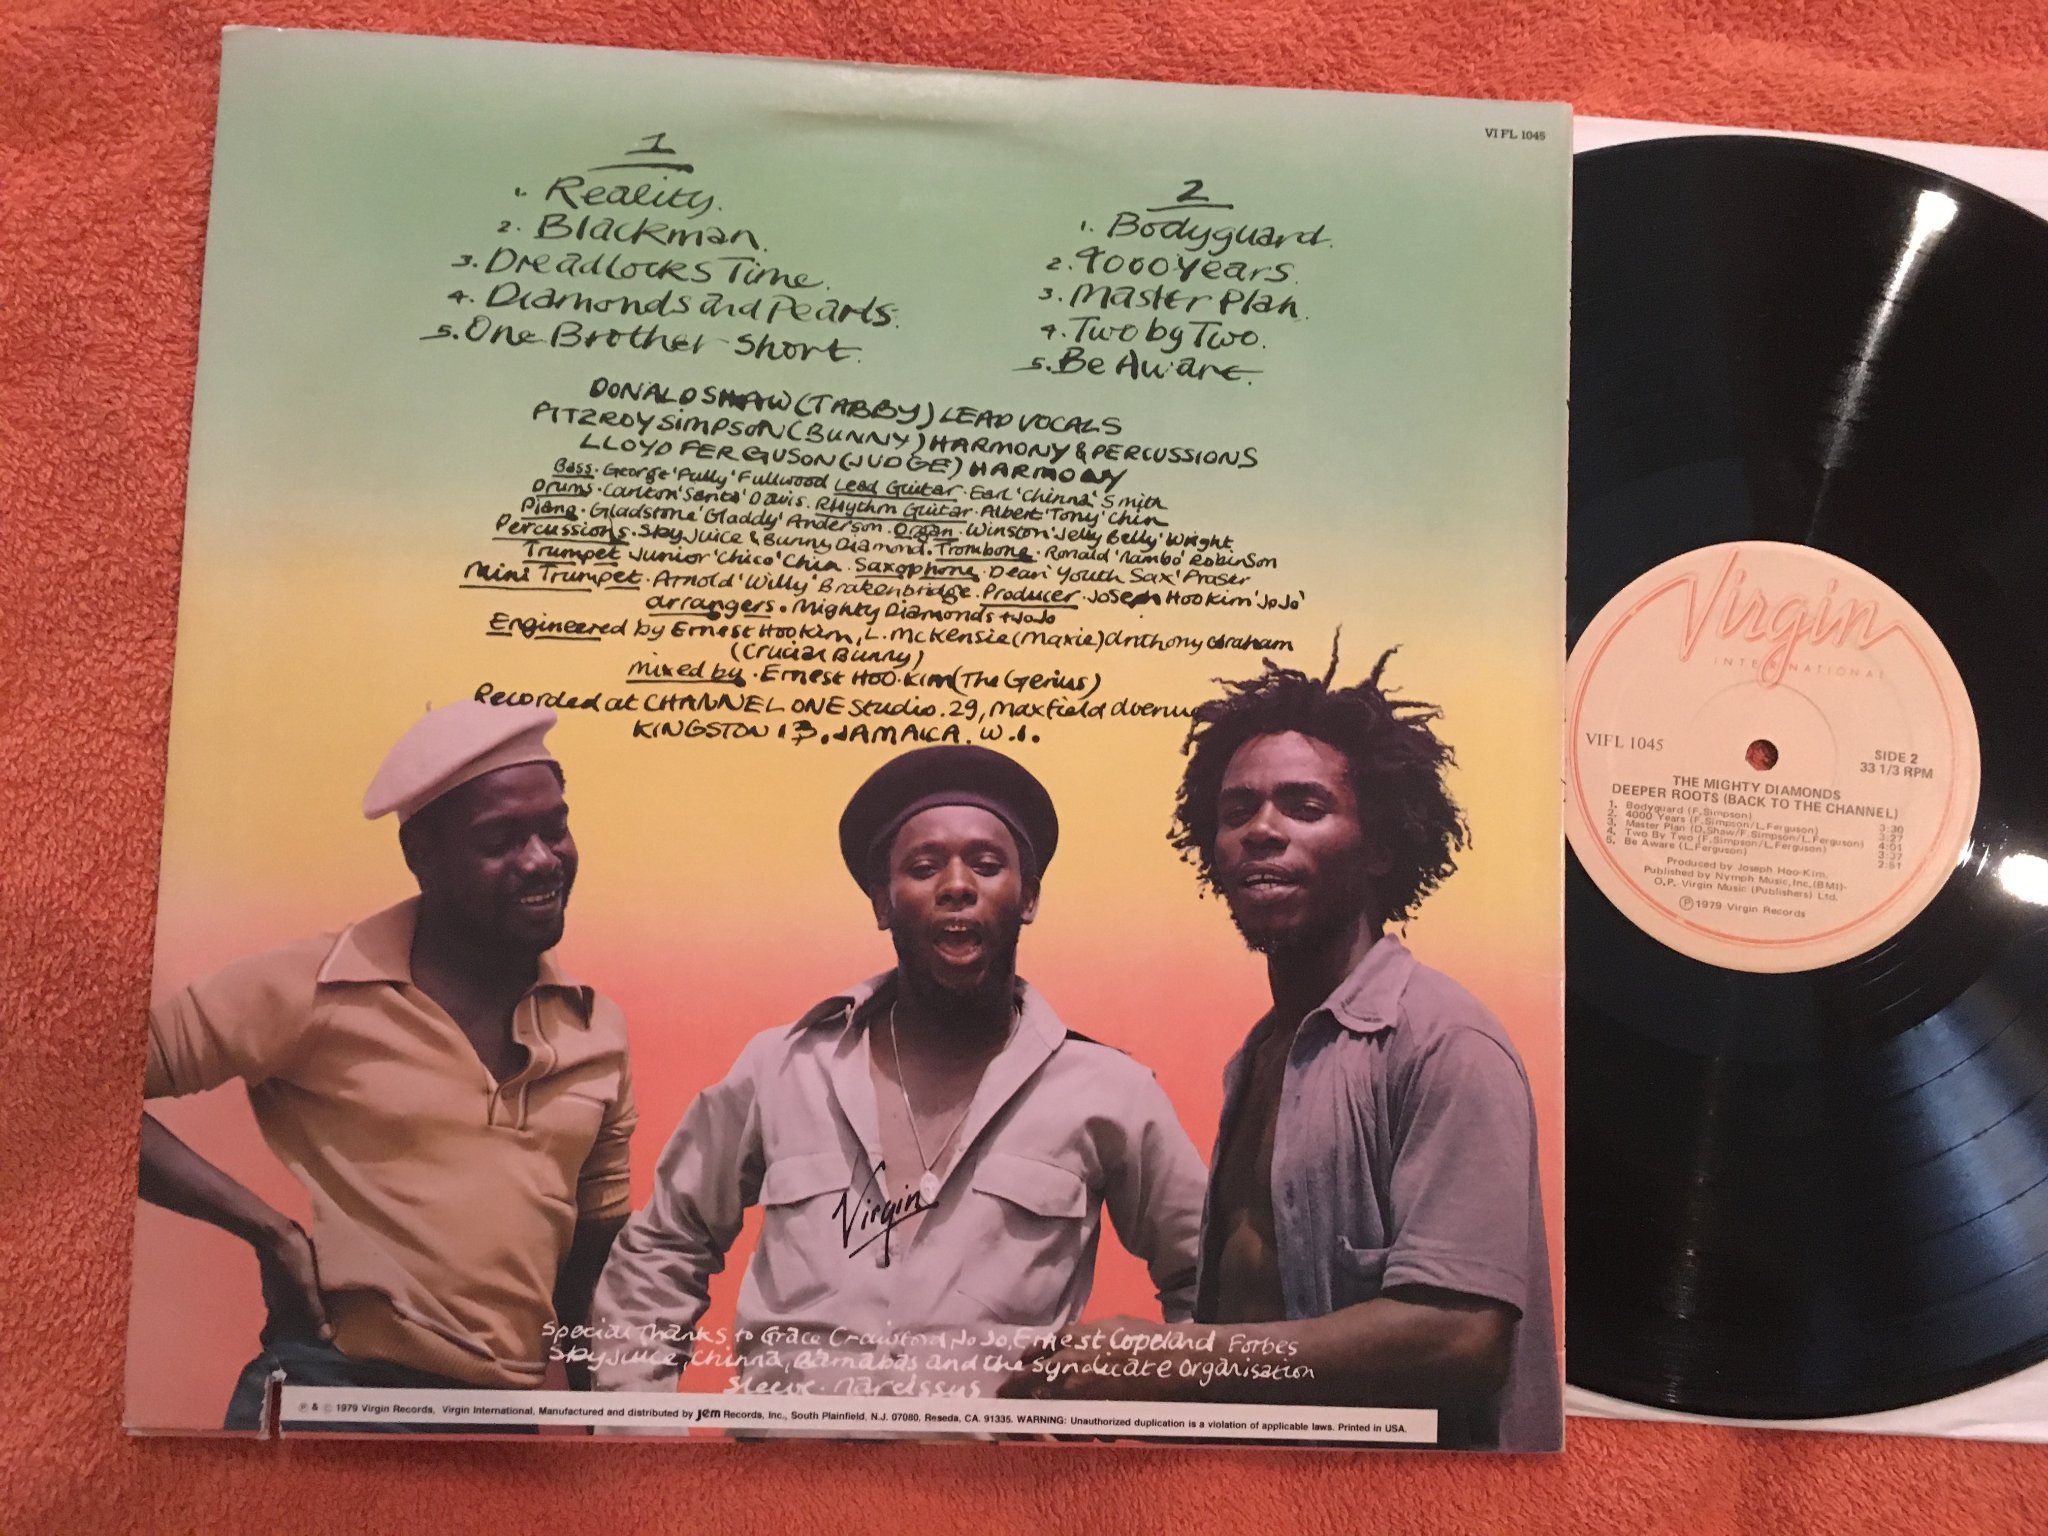 VI FL 1045
1
1. Reality.
2. Blackman.
3. Dreadlocks Time.
4. Diamonds and Pearls.
5. One Brother Short.
2
1. Bodyguard.
2. 4000 Years.
3. Master Plan.
4. Two by Two.
5. Be Aware.
DONALD SHAW (TABBY) LEAD VOCALS
FITZROY SIMPSON (BUNNY) HARMONY & PERCUSSIONS
LLOYD FERGUSON (JUDGE) HARMONY
Bass · George 'Fully' Fullwood Lead Guitar · Earl 'Chinna' Smith
Drums · Carlton 'Santa' Davis. Rhythm Guitar · Albert 'Tony' Chin
Piano · Gladstone 'Gladdy' Anderson · Organ · Winston 'Jelly Belly' Wright
Percussions · Sky Juice & Bunny Diamond. Trombone · Ronald 'Nambo' Robinson
Trumpet Junior 'Chico' Chin · Saxophone · Dean 'Youth Sax' Fraser
Mini Trumpet · Arnold 'Willy' Brakenbridge · Producer · Joseph HooKim 'JoJo'
arrangers · Mighty Diamonds + JoJo
Engineered by Ernest HooKim, L. McKensie (Maxie) Anthony Graham
(Crucial Bunny)
Mixed by · Ernest Hoo·Kim (The Genius)
Recorded at CHANNEL ONE Studio. 29, Maxfield Avenue
KINGSTON 13. JAMAICA. W.I.
Virgin
Special Thanks to Grace Crawford, Jo Jo, Ernest Copeland Forbes
Sky Juice, Chinna, Barnabas and the Syndicate Organisation
Sleeve · Narcissus
℗ & © 1979 Virgin Records, Virgin International, Manufactured and distributed by jem Records, Inc., South Plainfield, N.J. 07080, Reseda, CA. 91335. WARNING: Unauthorized duplication is a violation of applicable laws. Printed in USA.
Virgin
INTERNATIONAL
VIFL 1045
SIDE 2
33 1/3 RPM
THE MIGHTY DIAMONDS
DEEPER ROOTS (BACK TO THE CHANNEL)
1. Bodyguard (F.Simpson) 3:30
2. 4000 Years (F.Simpson/L.Ferguson) 3:27
3. Master Plan (D.Shaw/F.Simpson/L.Ferguson) 4:01
4. Two By Two (F.Simpson/L.Ferguson) 3:37
5. Be Aware (L.Ferguson) 2:51
Produced by Joseph Hoo-Kim.
Published by Nymph Music, Inc. (BMI)-
O.P. Virgin Music (Publishers) Ltd.
℗ 1979 Virgin Records